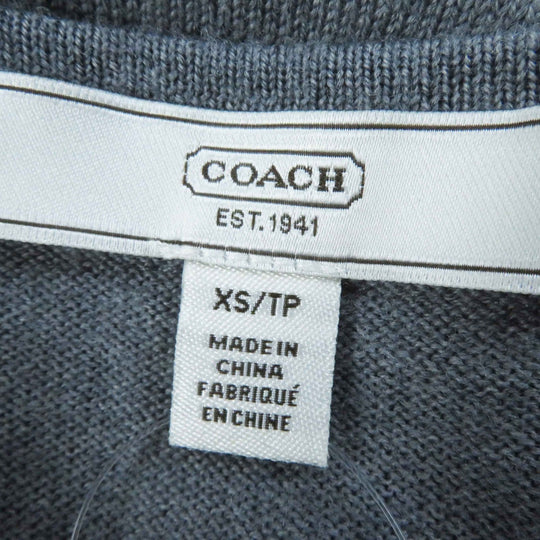 COACH
EST. 1941
XS/TP
MADE IN
CHINA
FABRIQUÉ
EN CHINE